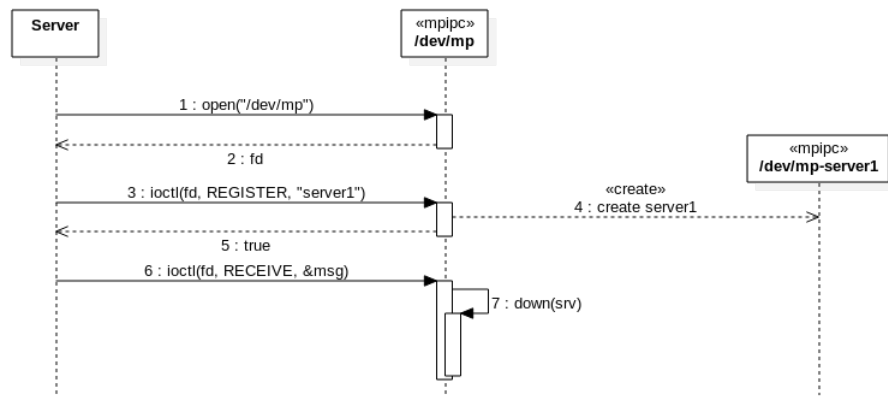 Server
«mpipc»
/dev/mp
1 : open("/dev/mp")
2 : fd
«mpipc»
/dev/mp-server1
3 : ioctl(fd, REGISTER, "server1")
«create»
4 : create server1
5 : true
6 : ioctl(fd, RECEIVE, &msg)
7 : down(srv)